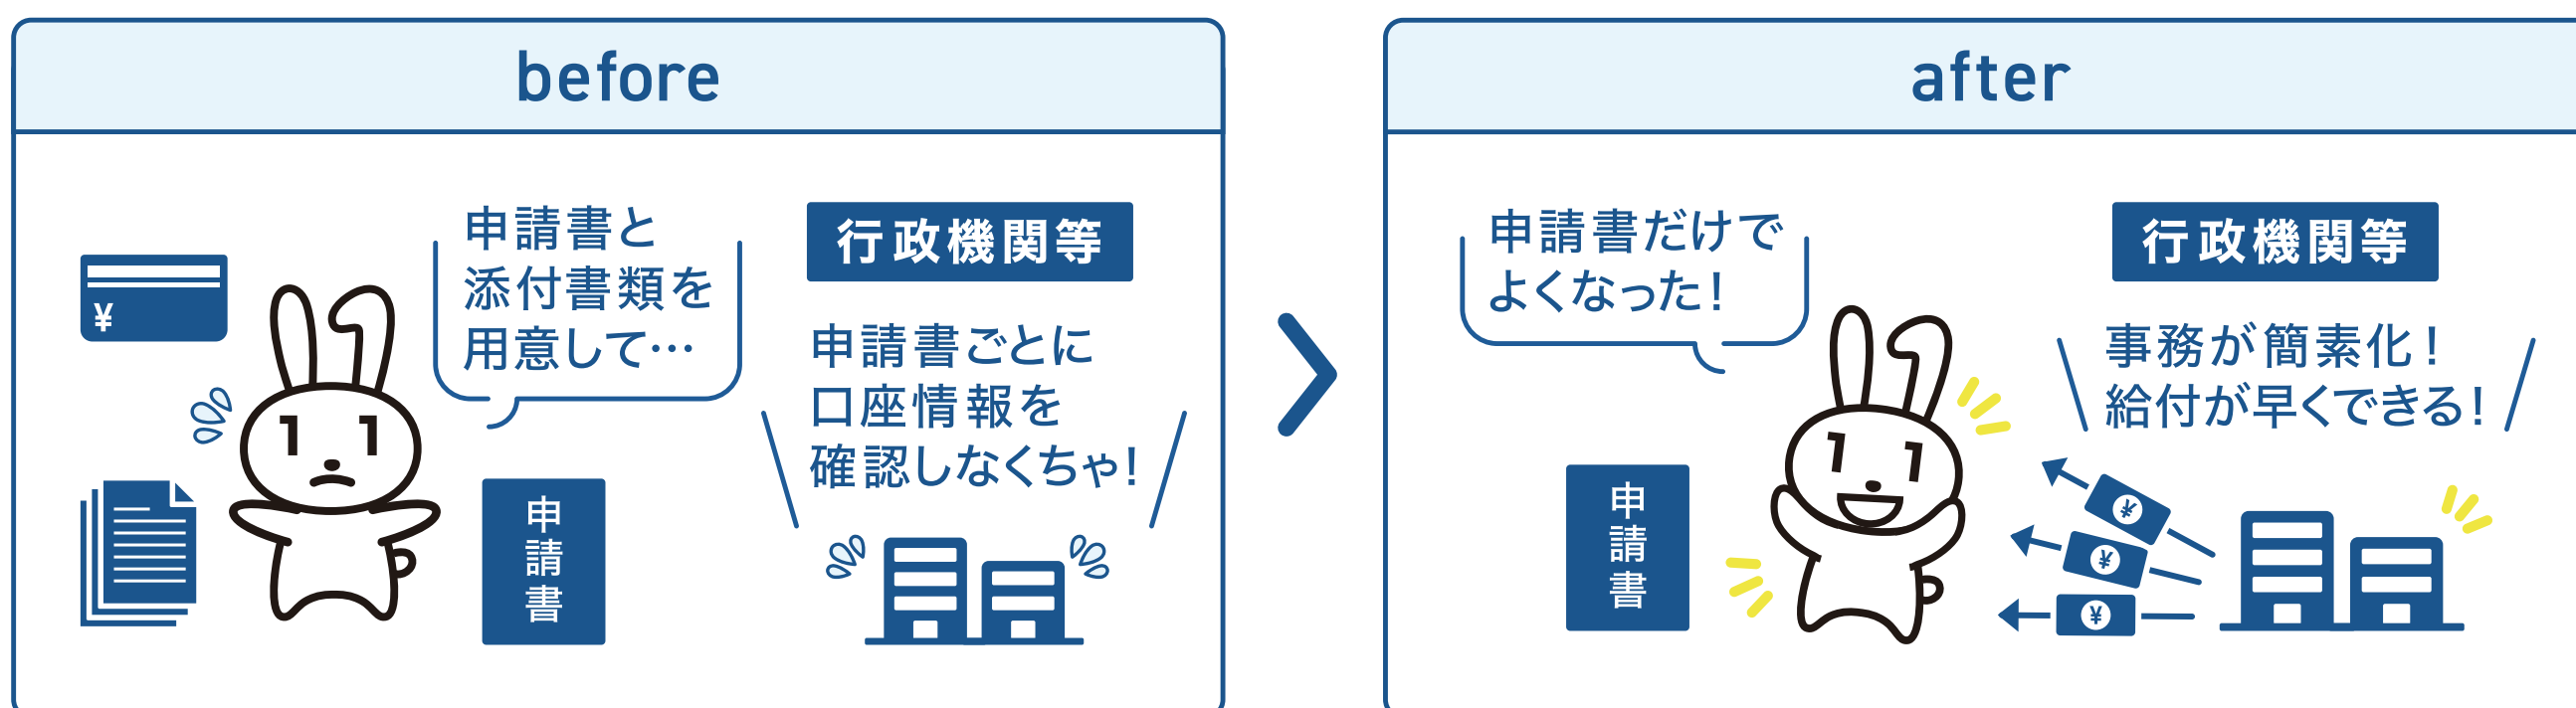 before
申請書と
添付書類を
用意して…
行政機関等
申請書ごとに
口座情報を
確認しなくちゃ！
¥
申請書
after
申請書だけで
よくなった！
行政機関等
事務が簡素化！
給付が早くできる！
申請書
¥
¥
¥